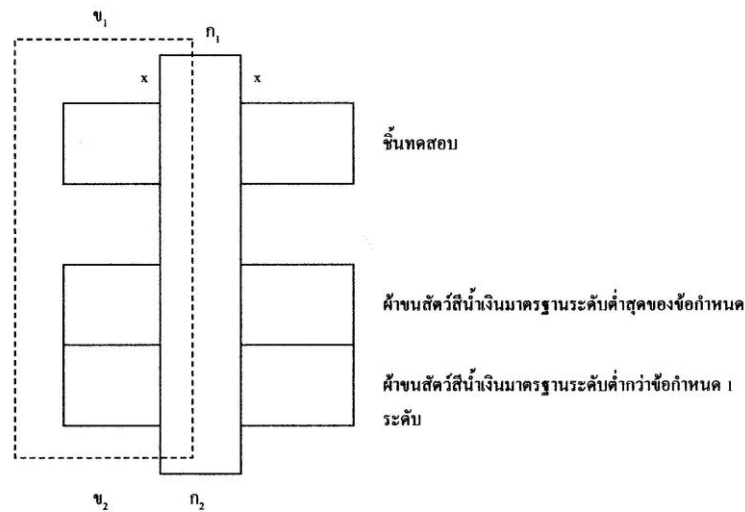 ข₁
ก₁
x x
ชิ้นทดสอบ
ผ้าขนสัตว์สีน้ำเงินมาตรฐานระดับต่ำสุดของข้อกำหนด
ผ้าขนสัตว์สีน้ำเงินมาตรฐานระดับต่ำกว่าข้อกำหนด 1
ระดับ
ข₂ ก₂